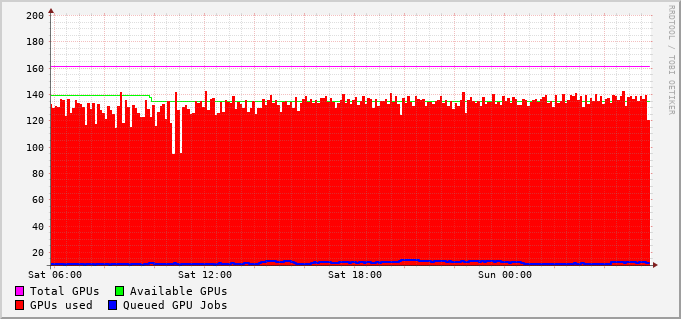 200
180
160
140
120
100
80
60
40
20
Sat 06:00 Sat 12:00 Sat 18:00 Sun 00:00
Total GPUs Available GPUs
GPUs used Queued GPU Jobs
RRDTOOL / TOBI OETIKER